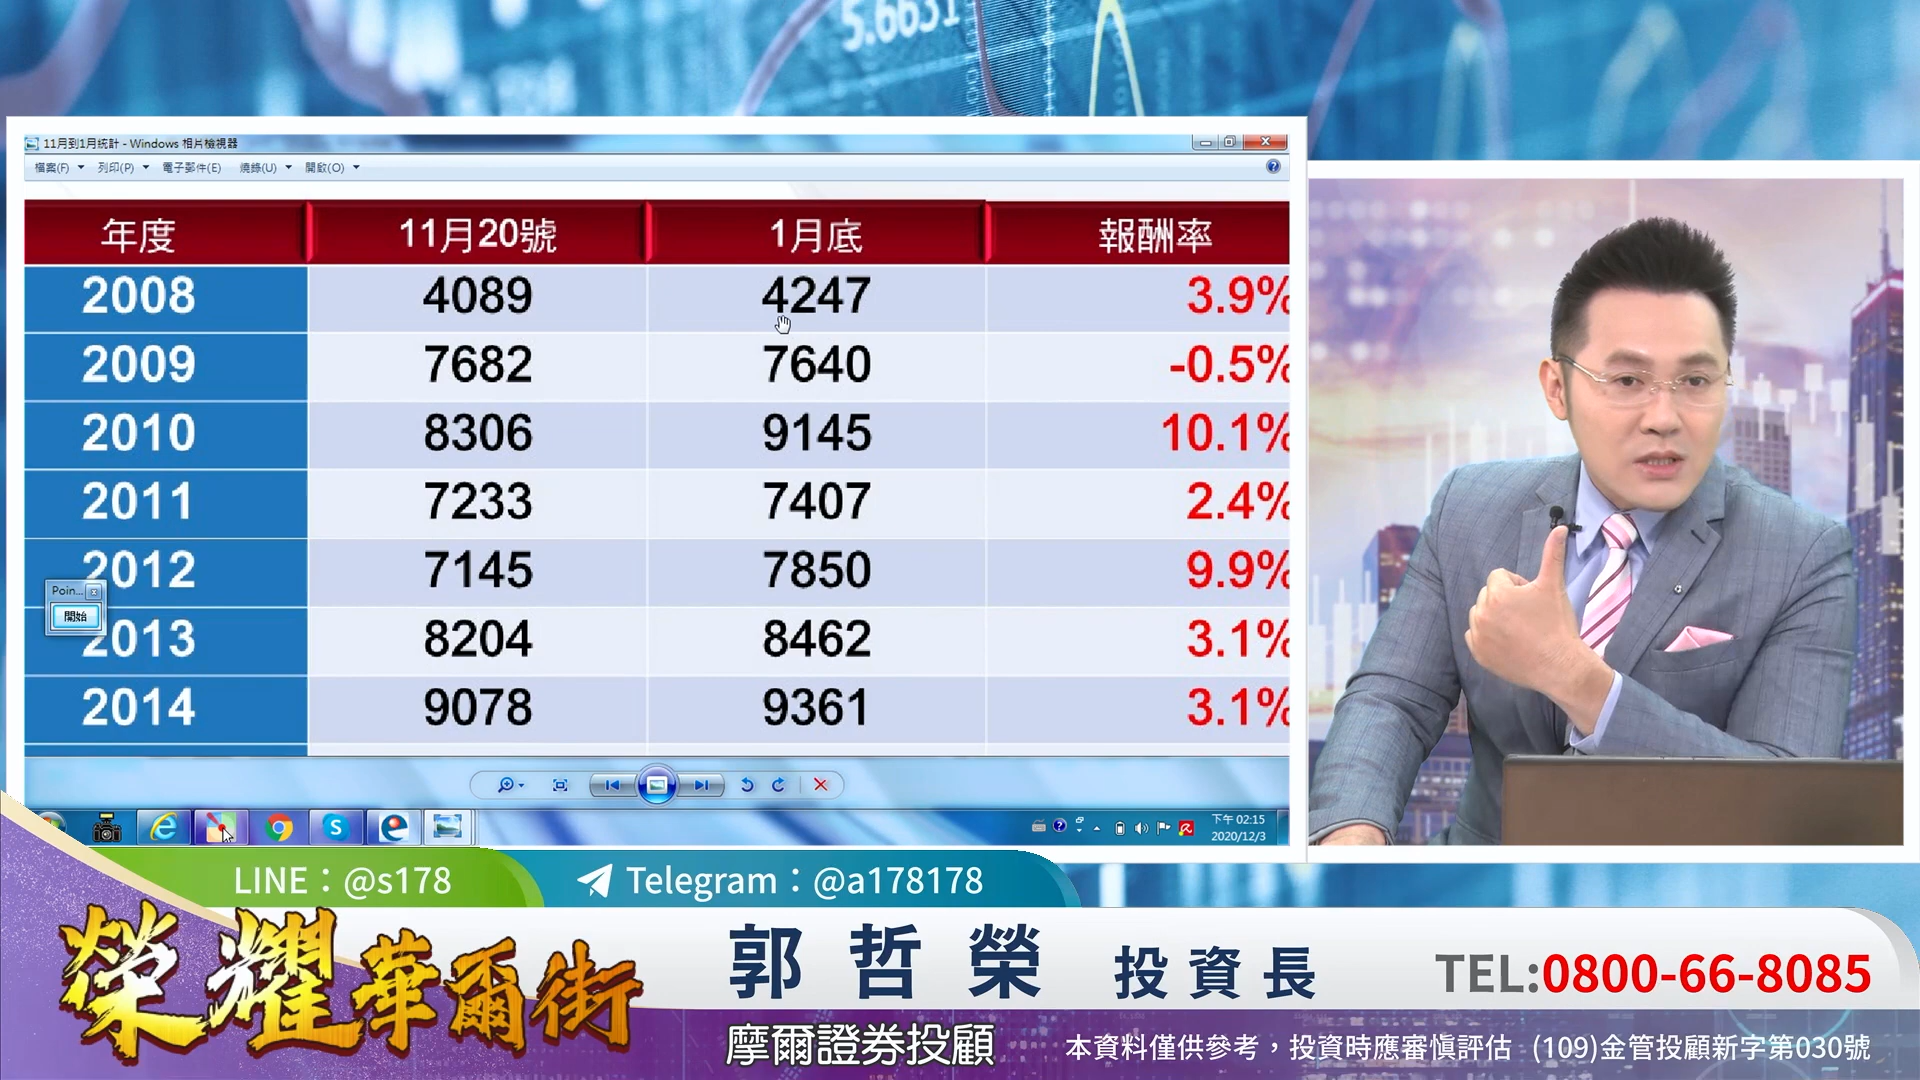 5.6631
11月到1月統計 - Windows 相片檢視器
檔案(F) 列印(P) 電子郵件(E) 燒錄(U) 開啟(O)
年度 11月20號 1月底 報酬率
2008 4089 4247 3.9%
2009 7682 7640 -0.5%
2010 8306 9145 10.1%
2011 7233 7407 2.4%
2012 7145 7850 9.9%
2013 8204 8462 3.1%
2014 9078 9361 3.1%
Poin...
開始
下午 02:15
2020/12/3
LINE：@s178 Telegram：@a178178
榮耀華爾街
郭哲榮 投資長 TEL:0800-66-8085
摩爾證券投顧 本資料僅供參考，投資時應審慎評估 (109)金管投顧新字第030號